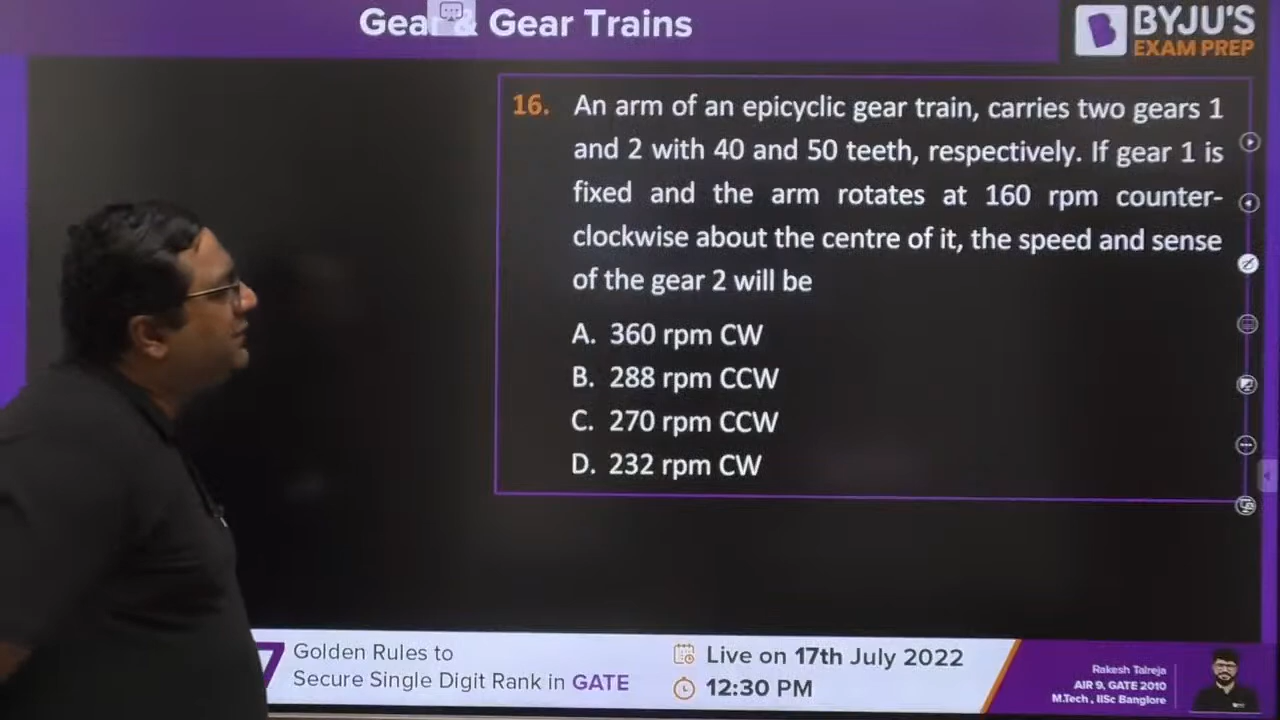 Gear & Gear Trains
BYJU'S
EXAM PREP
16. An arm of an epicyclic gear train, carries two gears 1
and 2 with 40 and 50 teeth, respectively. If gear 1 is
fixed and the arm rotates at 160 rpm counter-
clockwise about the centre of it, the speed and sense
of the gear 2 will be
A. 360 rpm CW
B. 288 rpm CCW
C. 270 rpm CCW
D. 232 rpm CW
7 Golden Rules to
Secure Single Digit Rank in GATE
Live on 17th July 2022
12:30 PM
Rakesh Talreja
AIR 9, GATE 2010
M.Tech , IISc Banglore